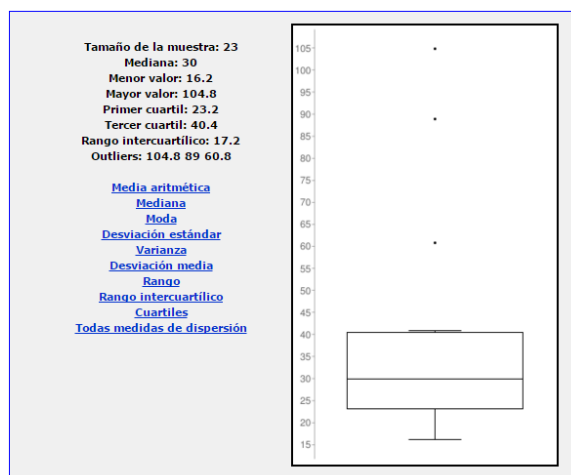 Tamaño de la muestra: 23
Mediana: 30
Menor valor: 16.2
Mayor valor: 104.8
Primer cuartil: 23.2
Tercer cuartil: 40.4
Rango intercuartílico: 17.2
Outliers: 104.8 89 60.8
Media aritmética
Mediana
Moda
Desviación estándar
Varianza
Desviación media
Rango
Rango intercuartílico
Cuartiles
Todas medidas de dispersión
105
100
95
90
85
80
75
70
65
60
55
50
45
40
35
30
25
20
15